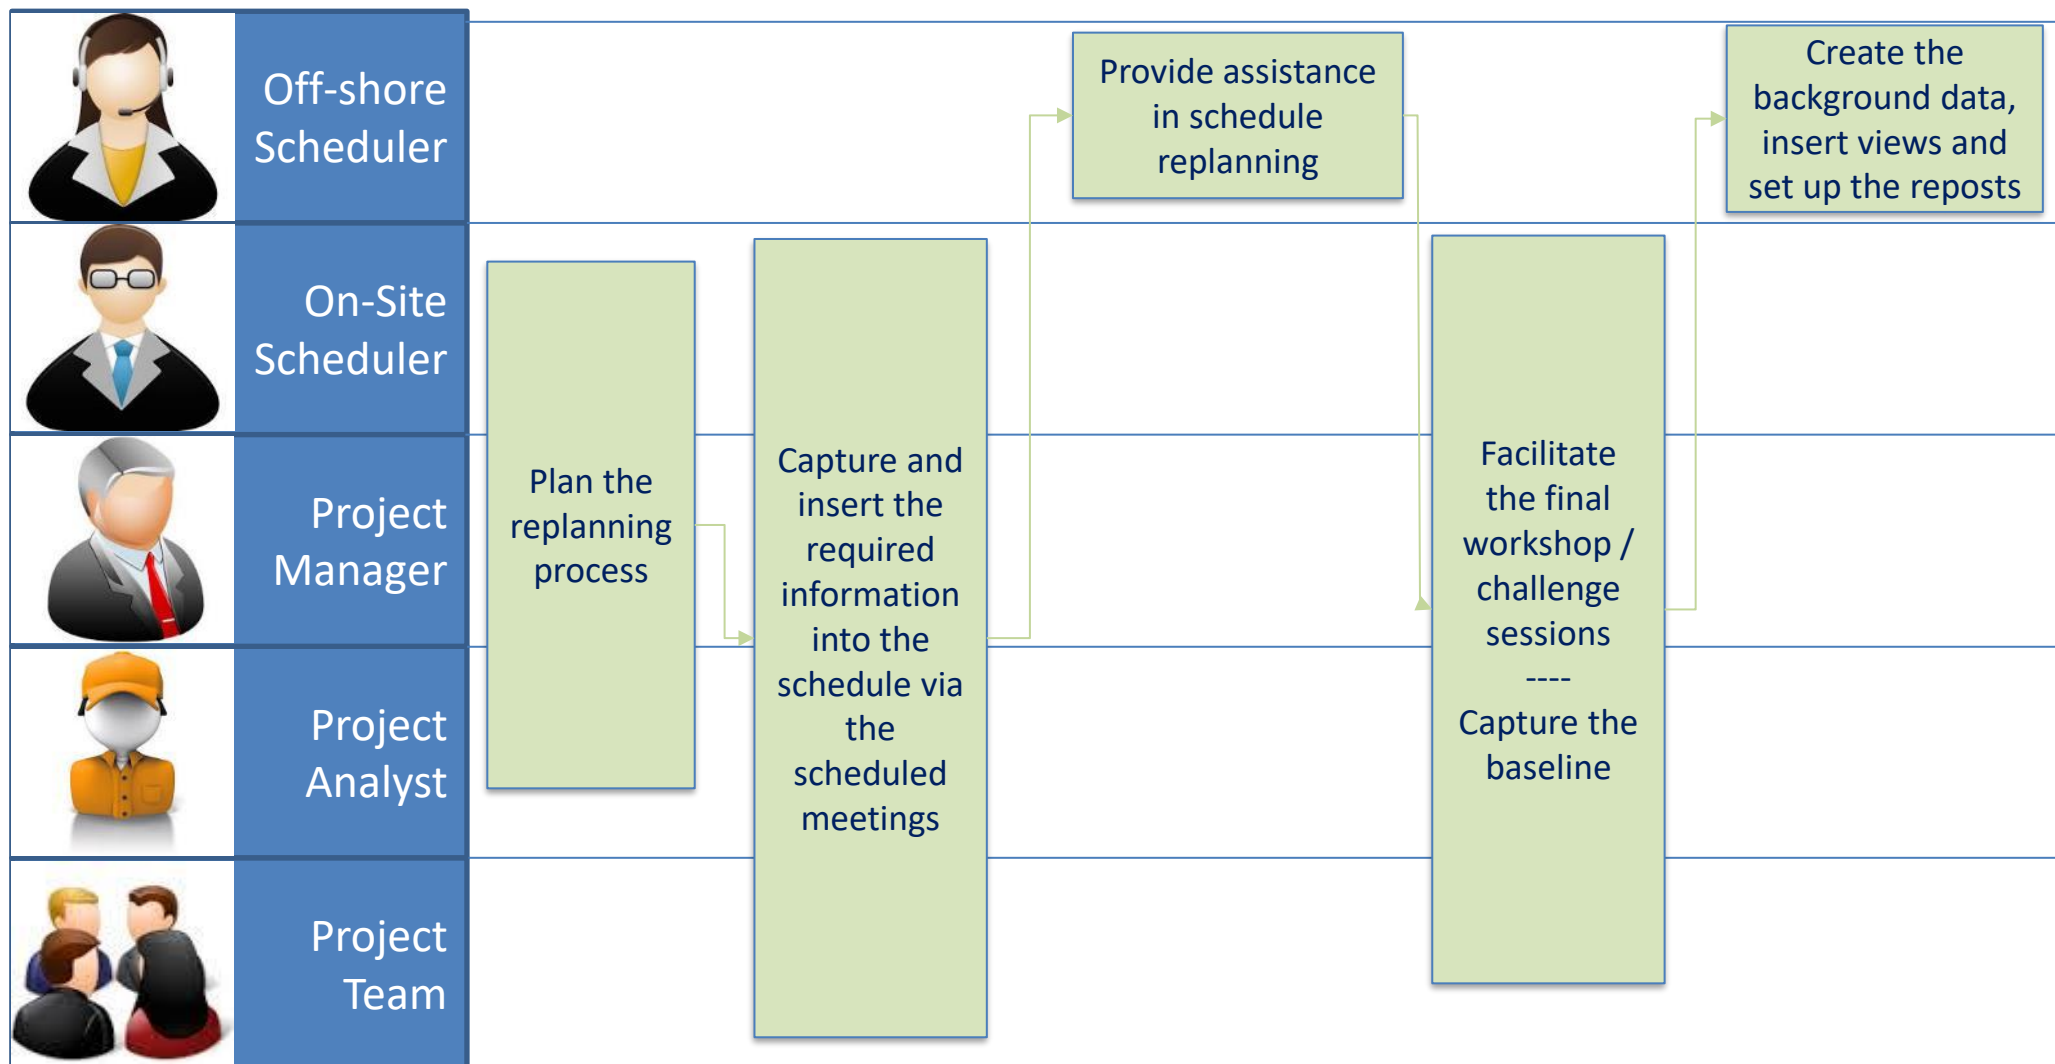 Off-shore
Scheduler
On-Site
Scheduler
Project
Manager
Project
Analyst
Project
Team
Plan the
replanning
process
Capture and
insert the
required
information
into the
schedule via
the
scheduled
meetings
Provide assistance
in schedule
replanning
Facilitate
the final
workshop /
challenge
sessions
----
Capture the
baseline
Create the
background data,
insert views and
set up the reposts